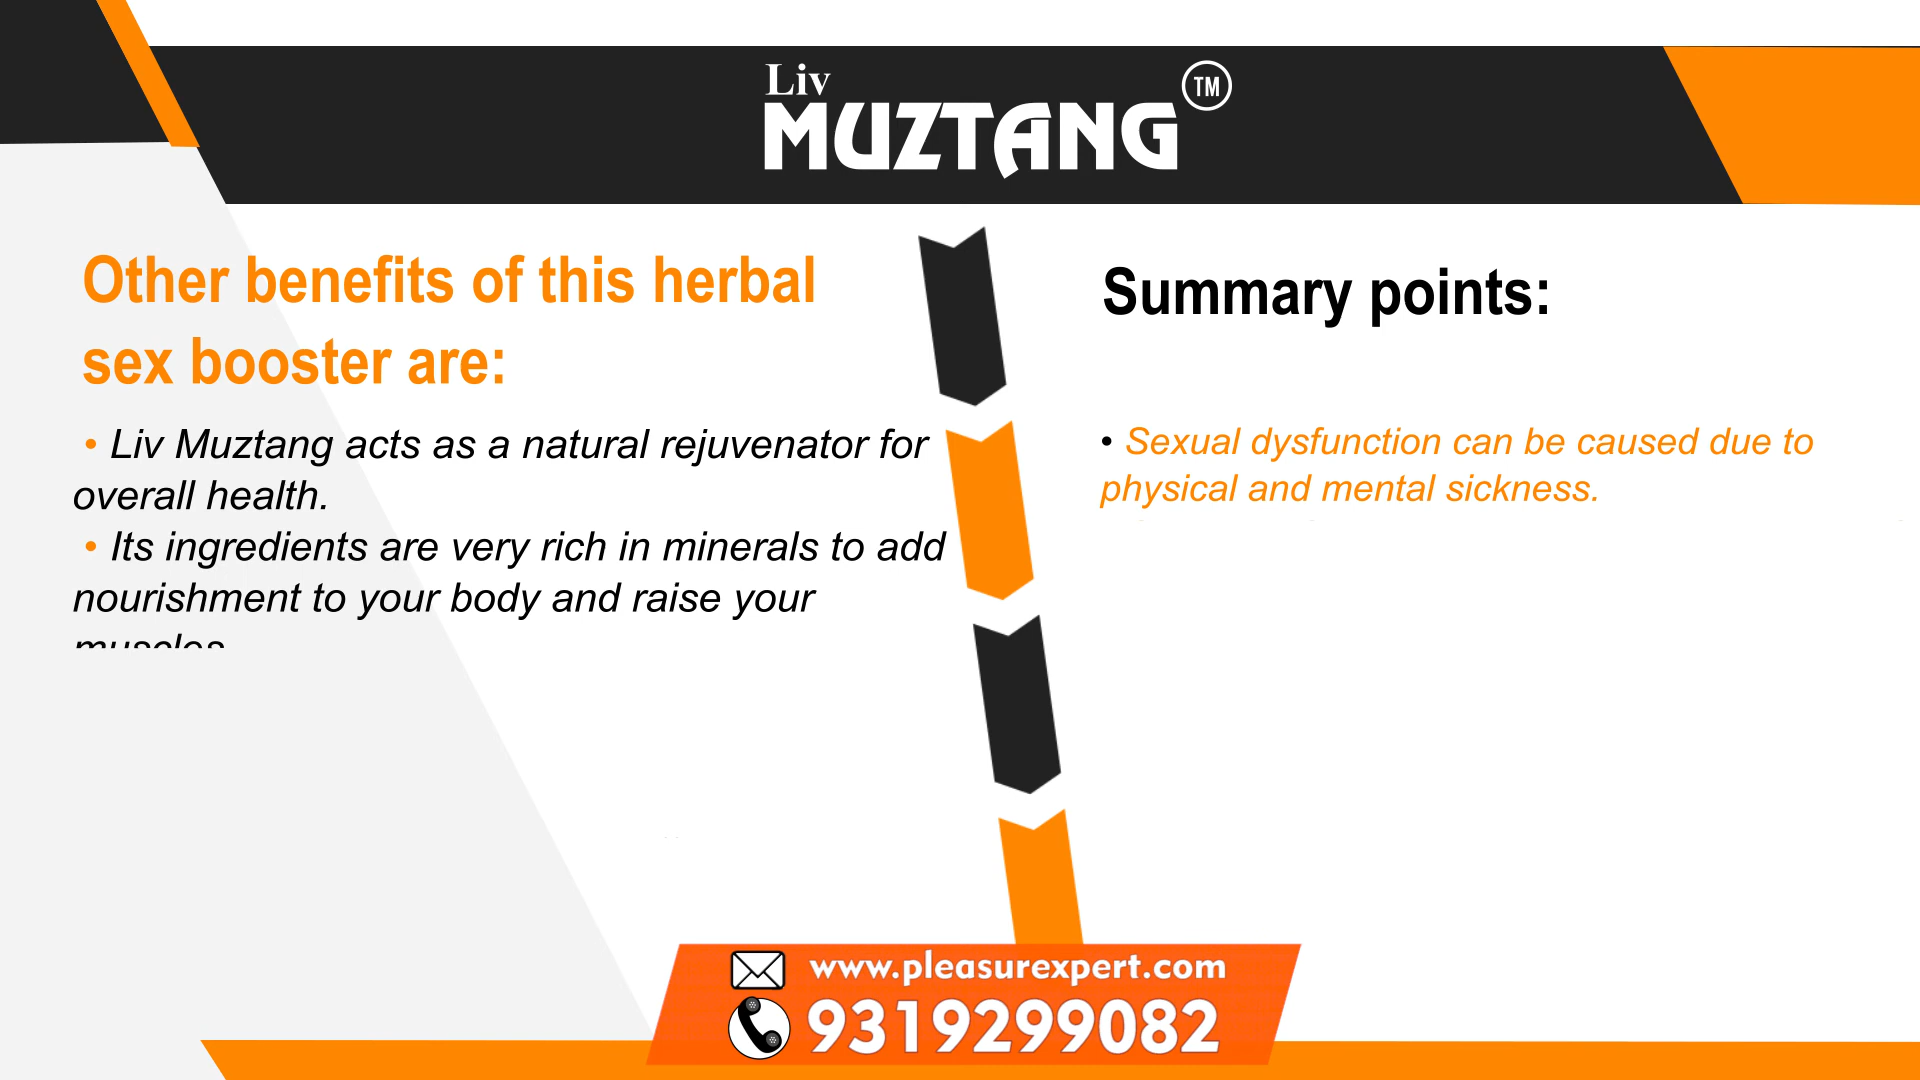 Liv
MUZTANG
TM
Other benefits of this herbal
sex booster are:
• Liv Muztang acts as a natural rejuvenator for
overall health.
• Its ingredients are very rich in minerals to add
nourishment to your body and raise your
muscles
Summary points:
• Sexual dysfunction can be caused due to
physical and mental sickness.
www.pleasurexpert.com
9319299082